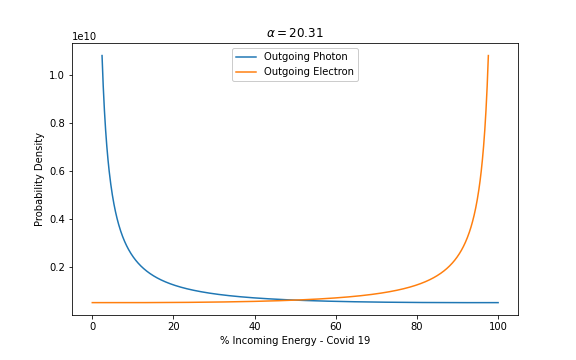 α = 20.31
1e10
Outgoing Photon
Outgoing Electron
1.0
0.8
0.6
0.4
0.2
Probability Density
0 20 40 60 80 100
% Incoming Energy - Covid 19